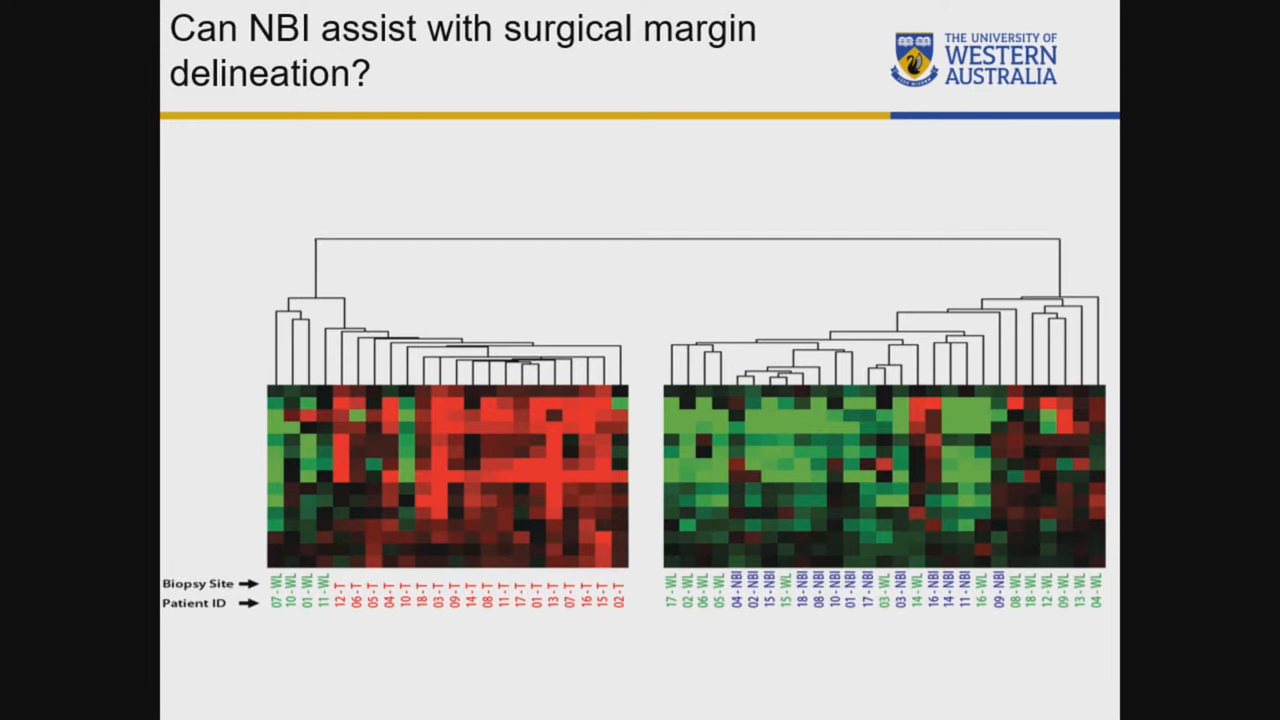 Can NBI assist with surgical margin
delineation?
THE UNIVERSITY OF
WESTERN
AUSTRALIA
Biopsy Site
Patient ID
07 - WL
10 - WL
01 - WL
11 - WL
12 - T
06 - T
05 - T
04 - T
10 - T
18 - T
03 - T
09 - T
14 - T
08 - T
11 - T
17 - T
01 - T
13 - T
07 - T
16 - T
15 - T
02 - T
17 - WL
02 - WL
06 - WL
05 - WL
04 - NBI
02 - NBI
15 - NBI
15 - WL
18 - NBI
08 - NBI
10 - NBI
01 - NBI
17 - NBI
03 - WL
03 - NBI
14 - WL
16 - NBI
14 - NBI
11 - NBI
16 - WL
09 - NBI
08 - WL
18 - WL
12 - WL
09 - WL
13 - WL
04 - WL